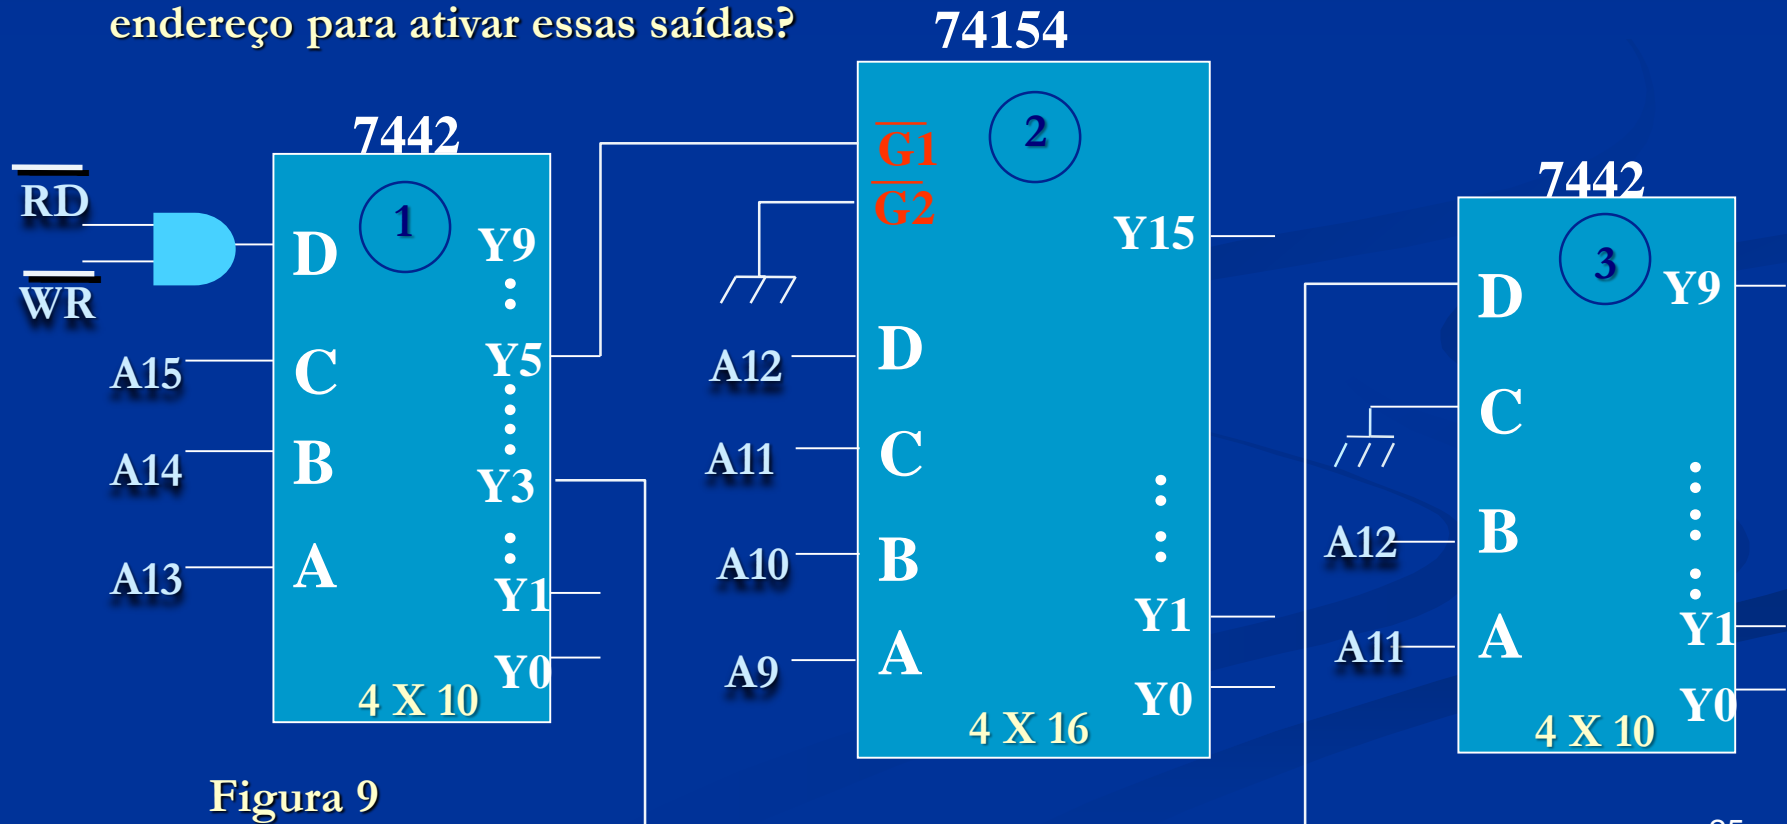 endereço para ativar essas saídas?
74154
7442
1
RD
WR
D
C
B
A
A15
A14
A13
Y9
Y5
Y3
Y1
Y0
4 X 10
G1
G2
2
Y15
D
C
B
A
A12
A11
A10
A9
Y1
Y0
4 X 16
7442
3
D
C
B
A
A12
A11
Y9
Y1
Y0
4 X 10
Figura 9